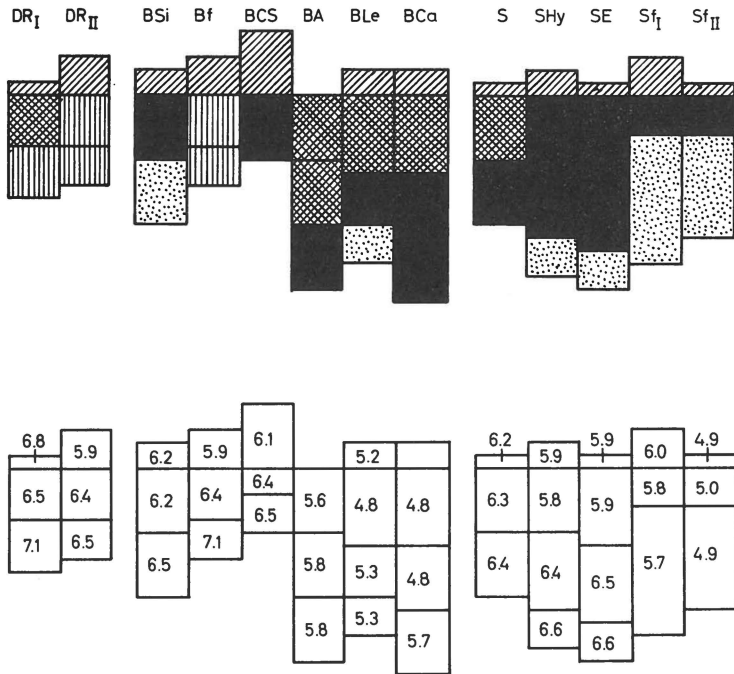 DR_I DR_II BSi Bf BCS BA BLe BCa S SHy SE Sf_I Sf_II
6.1
6.8 5.9 6.2 5.9 5.2 6.2 5.9 5.9 6.0 4.9
6.5 6.4 6.2 6.4 6.4 5.6 4.8 4.8 6.3 5.8 5.9 5.8 5.0
6.5
7.1 6.5 6.5 7.1 5.8 5.3 4.8 6.4 6.4 6.5 5.7 4.9
5.8 5.3 5.7 6.6 6.6